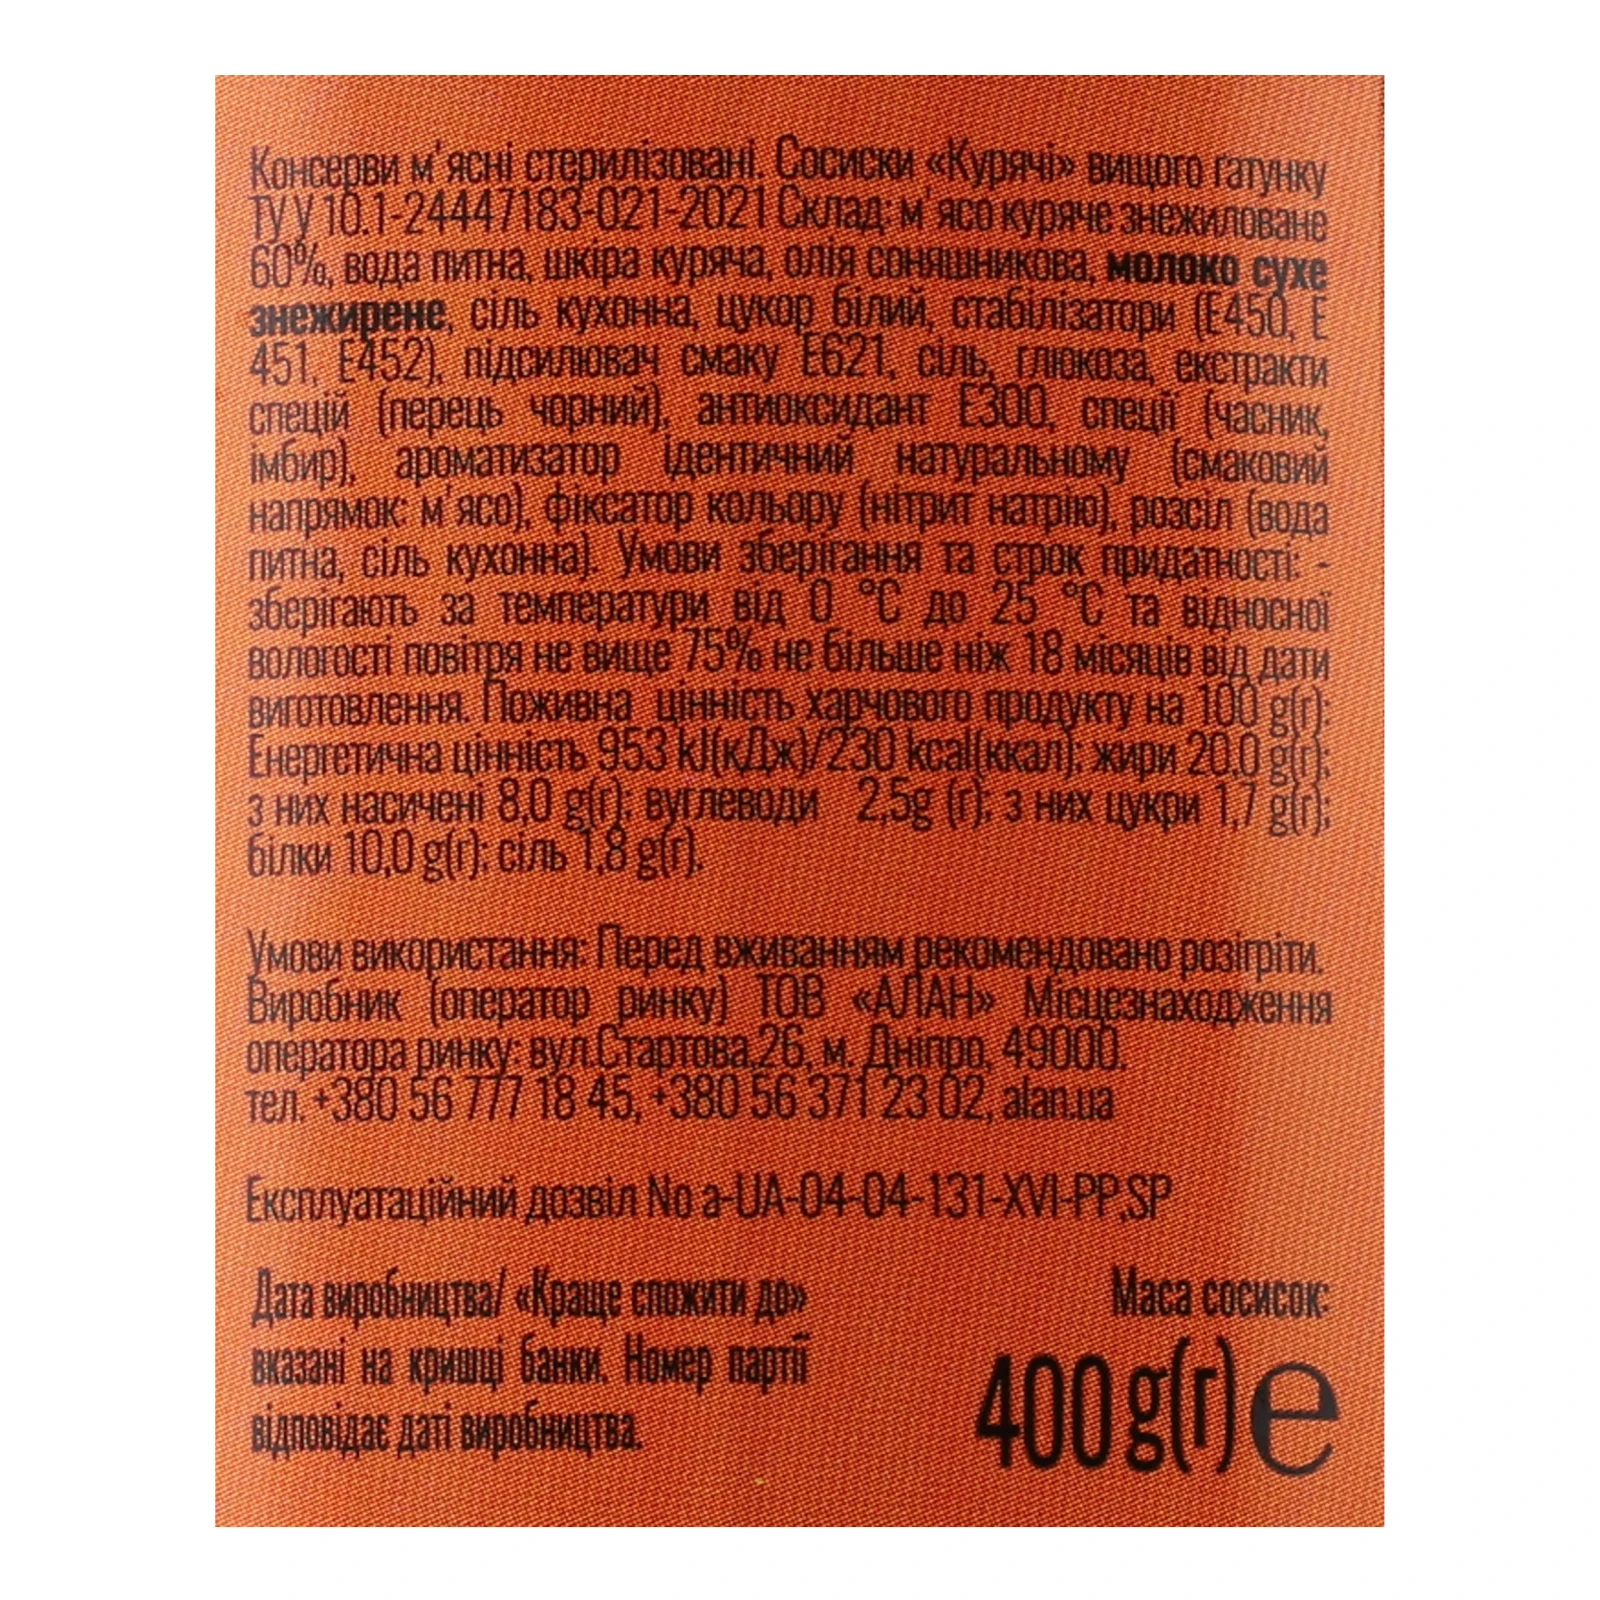 Консерви м'ясні стерилізовані. Сосиски «Курячі» вищого ґатунку
ТУ У 10.1-24447183-021-2021 Склад: м'ясо куряче знежиловане
60%, вода питна, шкіра куряча, олія соняшникова, молоко сухе
знежирене, сіль кухонна, цукор білий, стабілізатори (Е450, Е
451, Е452), підсилювач смаку Е621, сіль, глюкоза, екстракти
спецій (перець чорний), антиоксидант Е300, спеції (часник,
імбир), ароматизатор ідентичний натуральному (смаковий
напрямок: м'ясо), фіксатор кольору (нітрит натрію), розсіл (вода
питна, сіль кухонна). Умови зберігання та строк придатності: -
зберігають за температури від 0 °С до 25 °С та відносної
вологості повітря не вище 75% не більше ніж 18 місяців від дати
виготовлення. Поживна цінність харчового продукту на 100 g(г):
Енергетична цінність 953 kJ(кДж)/230 kcal(ккал); жири 20,0 g(г);
з них насичені 8,0 g(г); вуглеводи 2,5g (г); з них цукри 1,7 g(г);
білки 10,0 g(г); сіль 1,8 g(г).
Умови використання: Перед вживанням рекомендовано розігріти.
Виробник (оператор ринку) ТОВ «АЛАН» Місцезнаходження
оператора ринку: вул.Стартова,26, м. Дніпро, 49000.
тел. +380 56 777 18 45, +380 56 371 23 02, alan.ua
Експлуатаційний дозвіл No a-UA-04-04-131-XVI-PP,SP
Дата виробництва/ «Краще спожити до»
вказані на кришці банки. Номер партії
відповідає даті виробництва.
Маса сосисок:
400 g(г) e